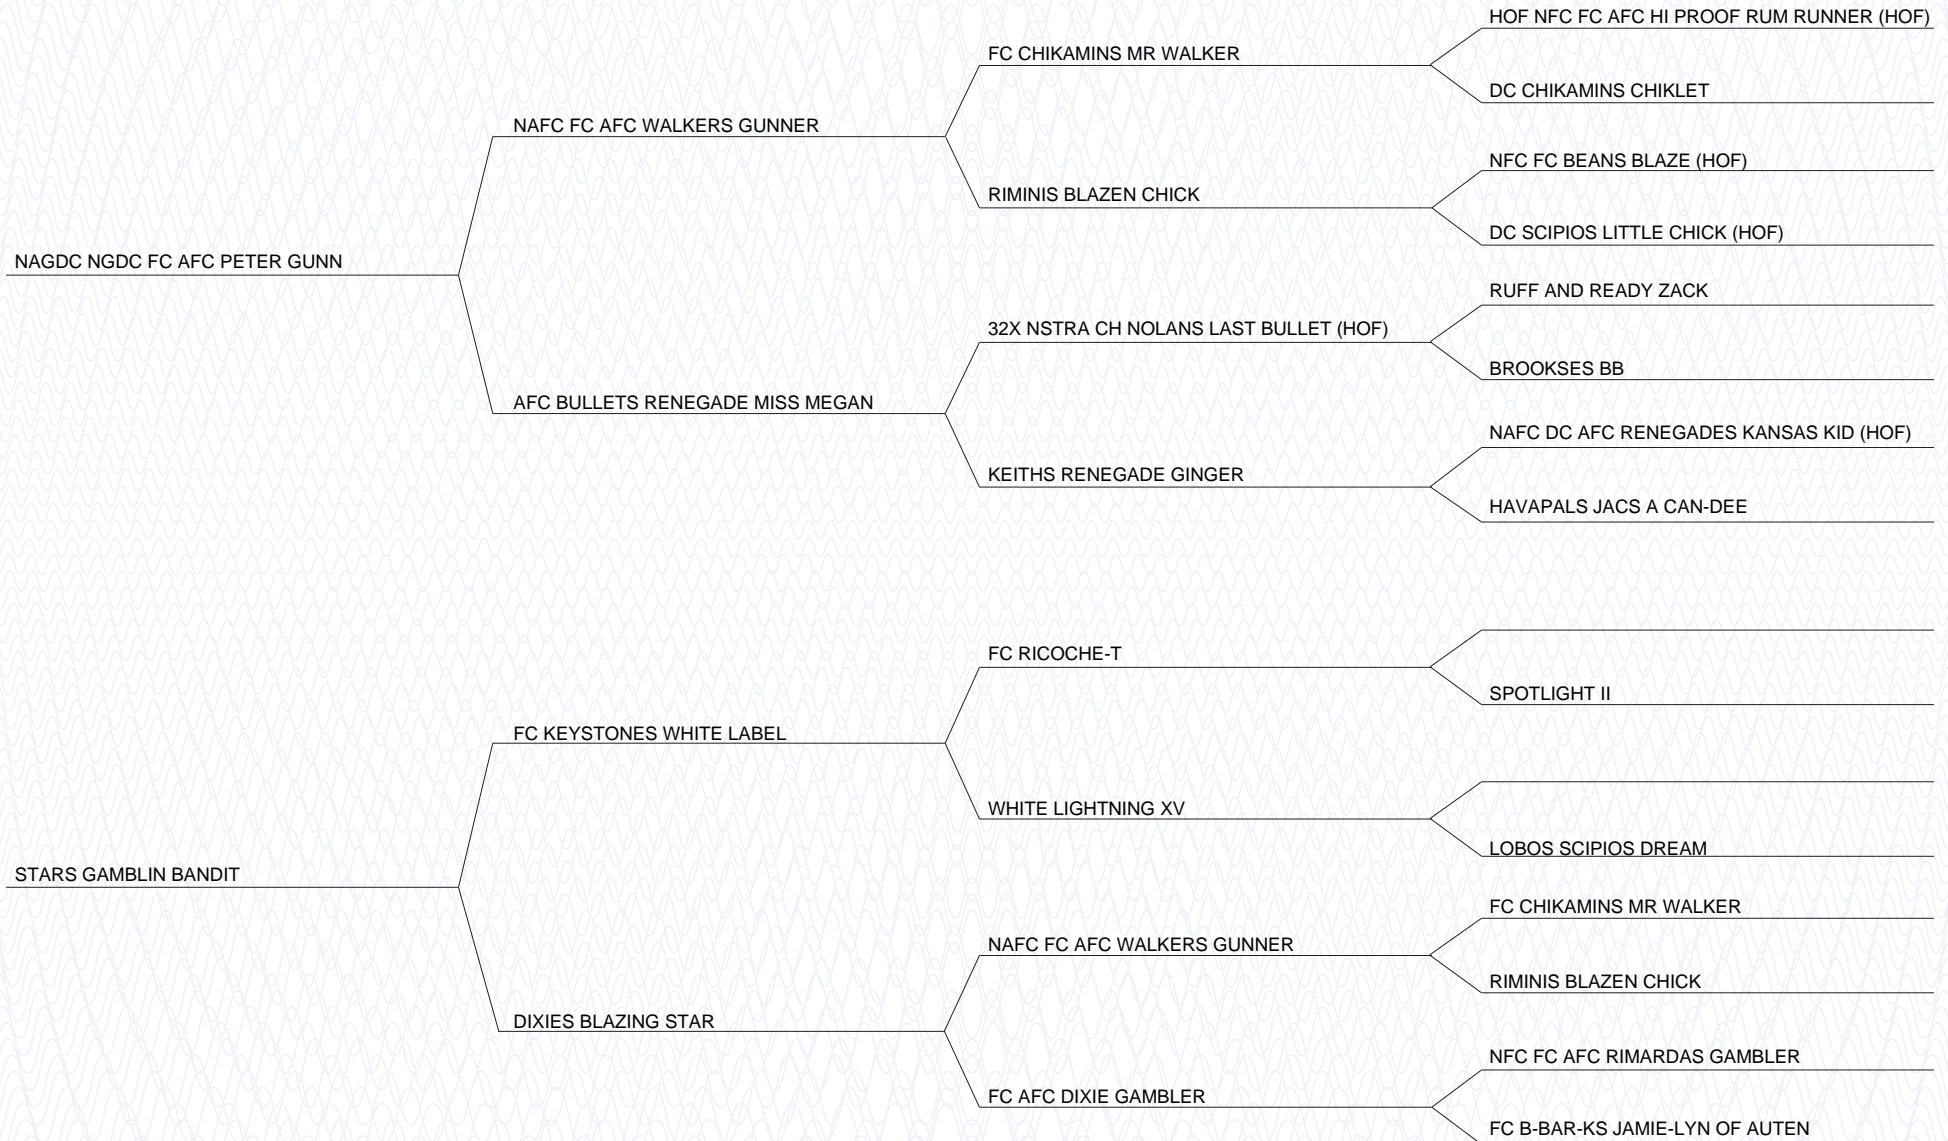 HOF NFC FC AFC HI PROOF RUM RUNNER (HOF)
FC CHIKAMINS MR WALKER
DC CHIKAMINS CHIKLET
NAFC FC AFC WALKERS GUNNER
NFC FC BEANS BLAZE (HOF)
RIMINIS BLAZEN CHICK
DC SCIPIOS LITTLE CHICK (HOF)
NAGDC NGDC FC AFC PETER GUNN
RUFF AND READY ZACK
32X NSTRA CH NOLANS LAST BULLET (HOF)
BROOKSES BB
AFC BULLETS RENEGADE MISS MEGAN
NAFC DC AFC RENEGADES KANSAS KID (HOF)
KEITHS RENEGADE GINGER
HAVAPALS JACS A CAN-DEE
FC RICOCHE-T
SPOTLIGHT II
FC KEYSTONES WHITE LABEL
WHITE LIGHTNING XV
LOBOS SCIPIOS DREAM
STARS GAMBLIN BANDIT
FC CHIKAMINS MR WALKER
NAFC FC AFC WALKERS GUNNER
RIMINIS BLAZEN CHICK
DIXIES BLAZING STAR
NFC FC AFC RIMARDAS GAMBLER
FC AFC DIXIE GAMBLER
FC B-BAR-KS JAMIE-LYN OF AUTEN